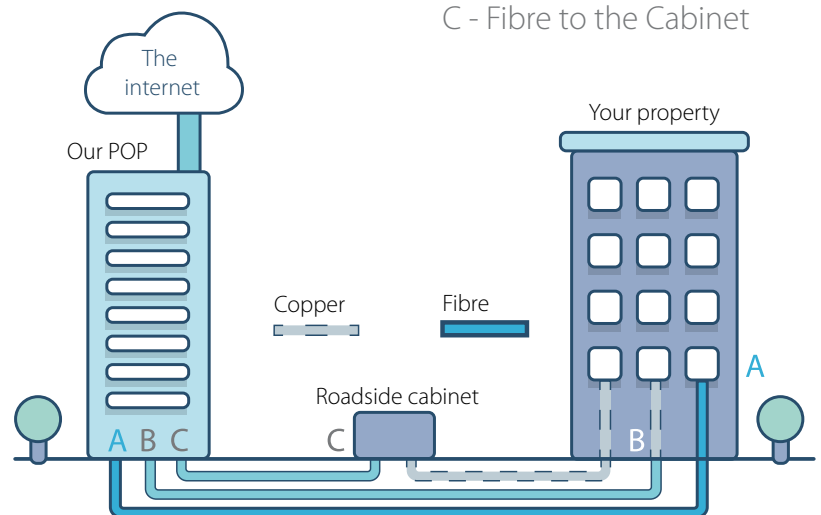 C - Fibre to the Cabinet
The
internet
Your property
Our POP
Copper
Fibre
A
Roadside cabinet
A B C
C
B